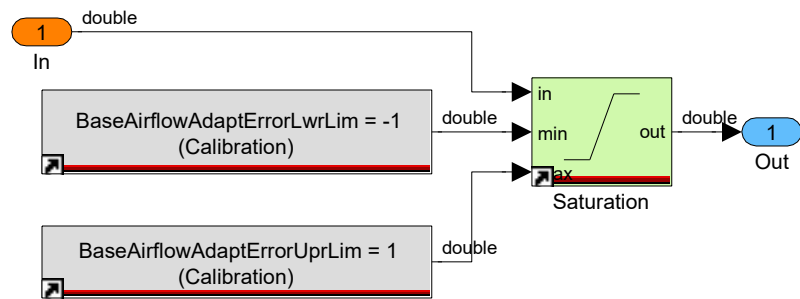 1
In
double
BaseAirflowAdaptErrorLwrLim = -1
(Calibration)
double
BaseAirflowAdaptErrorUprLim = 1
(Calibration)
double
in
min
ax
out
Saturation
double
1
Out